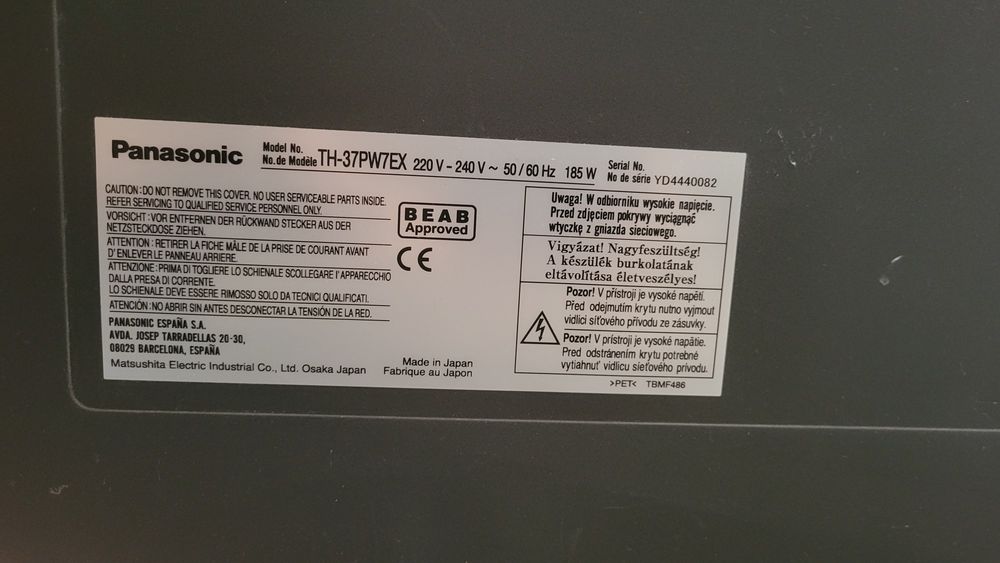 Panasonic
Model No.
No. de Modèle TH-37PW7EX 220 V - 240 V ~ 50 / 60 Hz 185 W
Serial No.
No de série YD4440082
CAUTION : DO NOT REMOVE THIS COVER. NO USER SERVICEABLE PARTS INSIDE.
REFER SERVICING TO QUALIFIED SERVICE PERSONNEL ONLY.
VORSICHT : VOR ENTFERNEN DER RÜCKWAND STECKER AUS DER
NETZSTECKDOSE ZIEHEN.
ATTENTION : RETIRER LA FICHE MÂLE DE LA PRISE DE COURANT AVANT
D'ENLEVER LE PANNEAU ARRIERE.
ATTENZIONE : PRIMA DI TOGLIERE LO SCHIENALE SCOLLEGARE I'APPARECCHIO
DALLA PRESA DI CORRENTE.
LO SCHIENALE DEVE ESSERE RIMOSSO SOLO DA TECNICI QUALIFICATI.
ATENCIÓN : NO ABRIR SIN ANTES DESCONECTAR LA TENSIÓN DE LA RED.
PANASONIC ESPAÑA S.A.
AVDA. JOSEP TARRADELLAS 20-30,
08029 BARCELONA, ESPAÑA
Matsushita Electric Industrial Co., Ltd. Osaka Japan
Made in Japan
Fabrique au Japon
BEAB
Approved
CE
Uwaga! W odbiorniku wysokie napięcie.
Przed zdjęciem pokrywy wyciągnąć
wtyczkę z gniazda sieciowego.
Vigyázat! Nagyfeszültség!
A készülék burkolatának
eltávolítása életveszélyes!
Pozor! V přístroji je vysoké napětí.
Před odejmutím krytu nutno vyjmout
vidlici síťového přívodu ze zásuvky.
Pozor! V prístroji je vysoké napätie.
Pred odstránením krytu potrebné
vytiahnuť vidlicu sieťového prívodu.
>PET< TBMF486